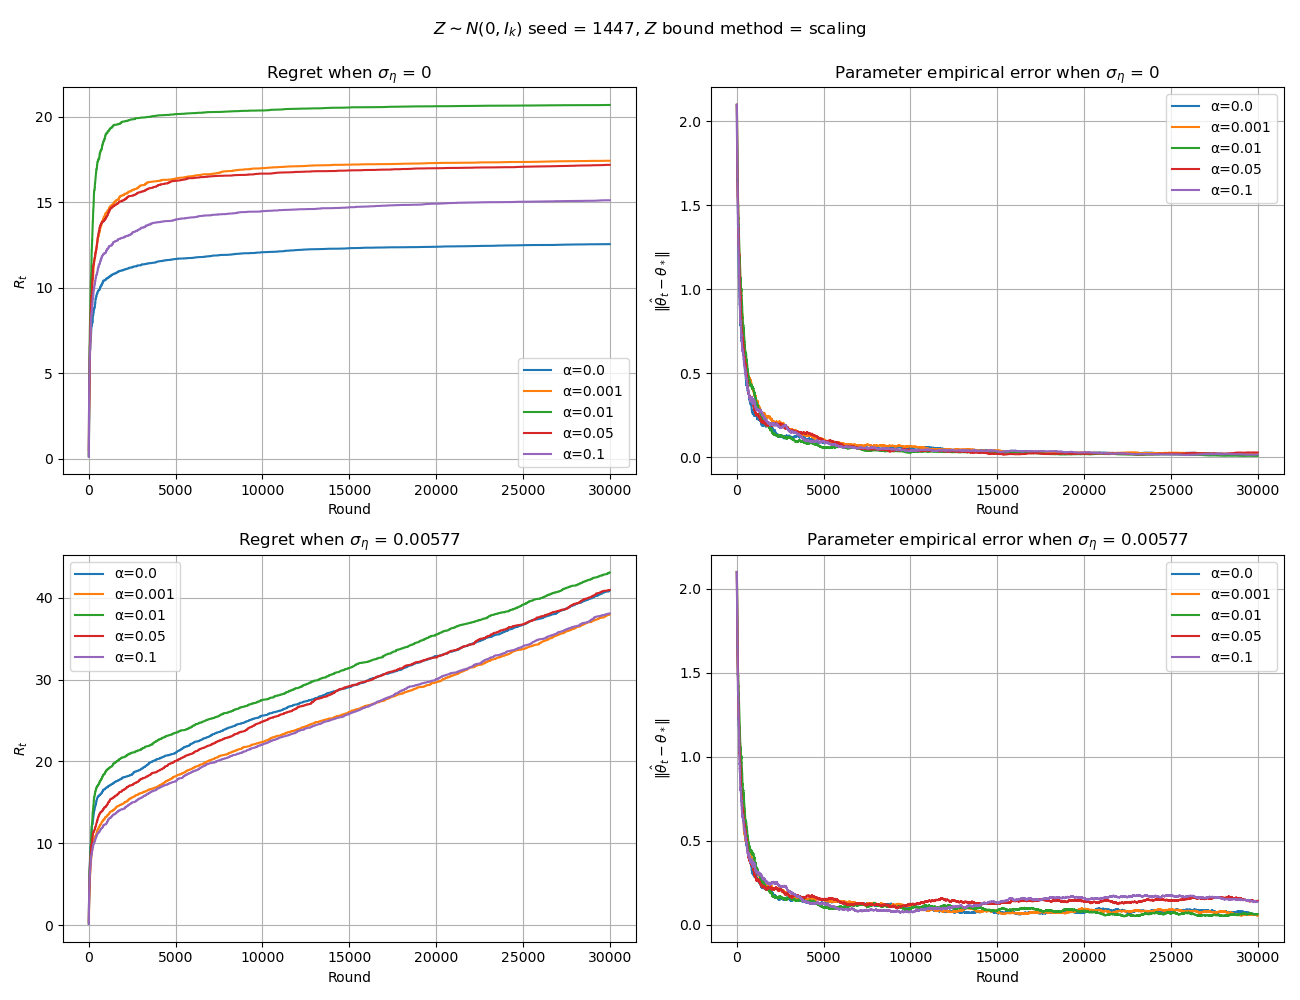 Z ∼ N(0, I_k) seed = 1447, Z bound method = scaling
Regret when σ_η = 0
20
15
10
5
0
R_t
0 5000 10000 15000 20000 25000 30000
Round
α=0.0
α=0.001
α=0.01
α=0.05
α=0.1
Parameter empirical error when σ_η = 0
2.0
1.5
1.0
0.5
0.0
‖θ̂_t − θ_*‖
0 5000 10000 15000 20000 25000 30000
Round
α=0.0
α=0.001
α=0.01
α=0.05
α=0.1
Regret when σ_η = 0.00577
40
30
20
10
0
R_t
0 5000 10000 15000 20000 25000 30000
Round
α=0.0
α=0.001
α=0.01
α=0.05
α=0.1
Parameter empirical error when σ_η = 0.00577
2.0
1.5
1.0
0.5
0.0
‖θ̂_t − θ_*‖
0 5000 10000 15000 20000 25000 30000
Round
α=0.0
α=0.001
α=0.01
α=0.05
α=0.1